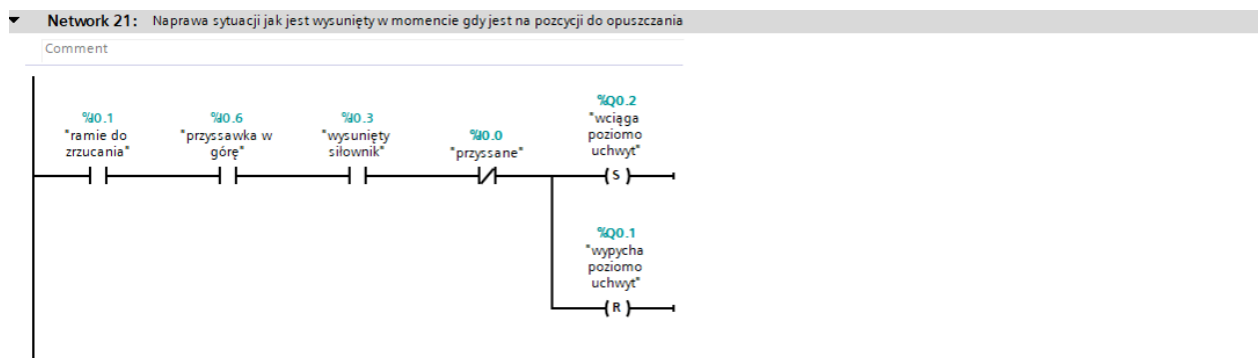 Network 21: Naprawa sytuacji jak jest wysunięty w momencie gdy jest na pozcycji do opuszczania
Comment
%I0.1
"ramie do
zrzucania"
%I0.6
"przyssawka w
górę"
%I0.3
"wysunięty
siłownik"
%I0.0
"przyssane"
%Q0.2
"wciąga
poziomo
uchwyt"
S
%Q0.1
"wypycha
poziomo
uchwyt"
R